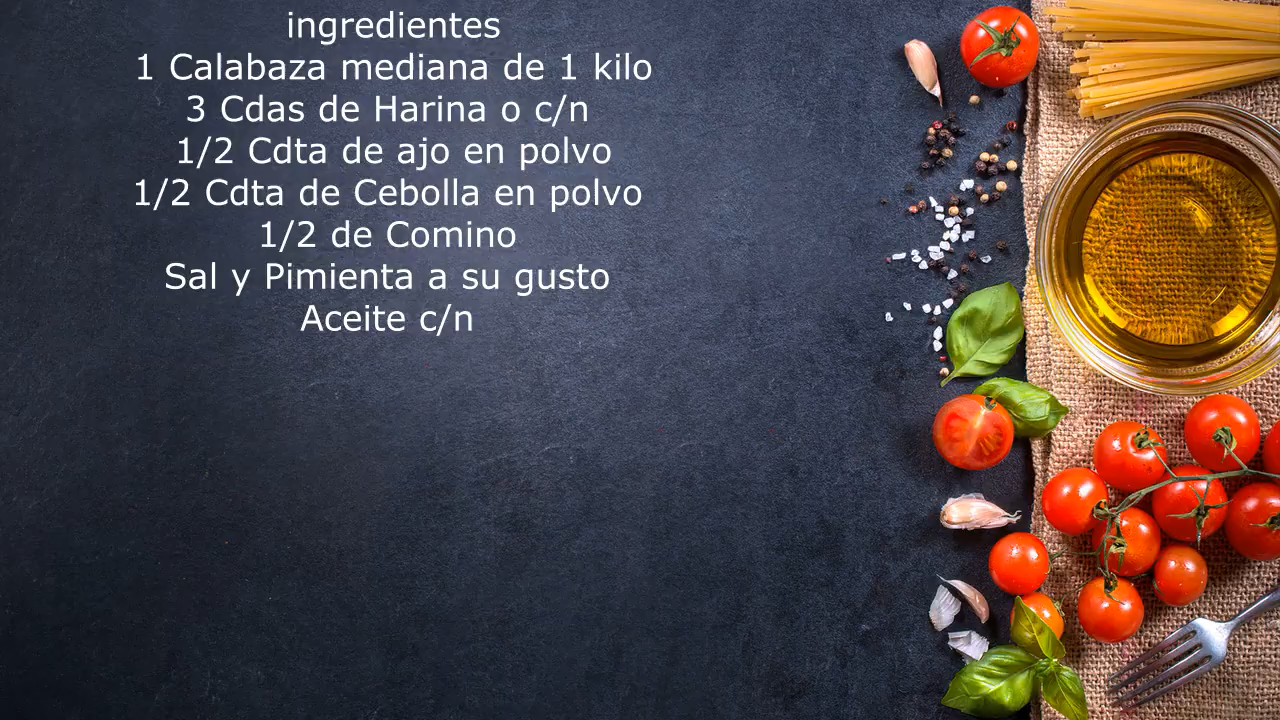 ingredientes
1 Calabaza mediana de 1 kilo
3 Cdas de Harina o c/n
1/2 Cdta de ajo en polvo
1/2 Cdta de Cebolla en polvo
1/2 de Comino
Sal y Pimienta a su gusto
Aceite c/n